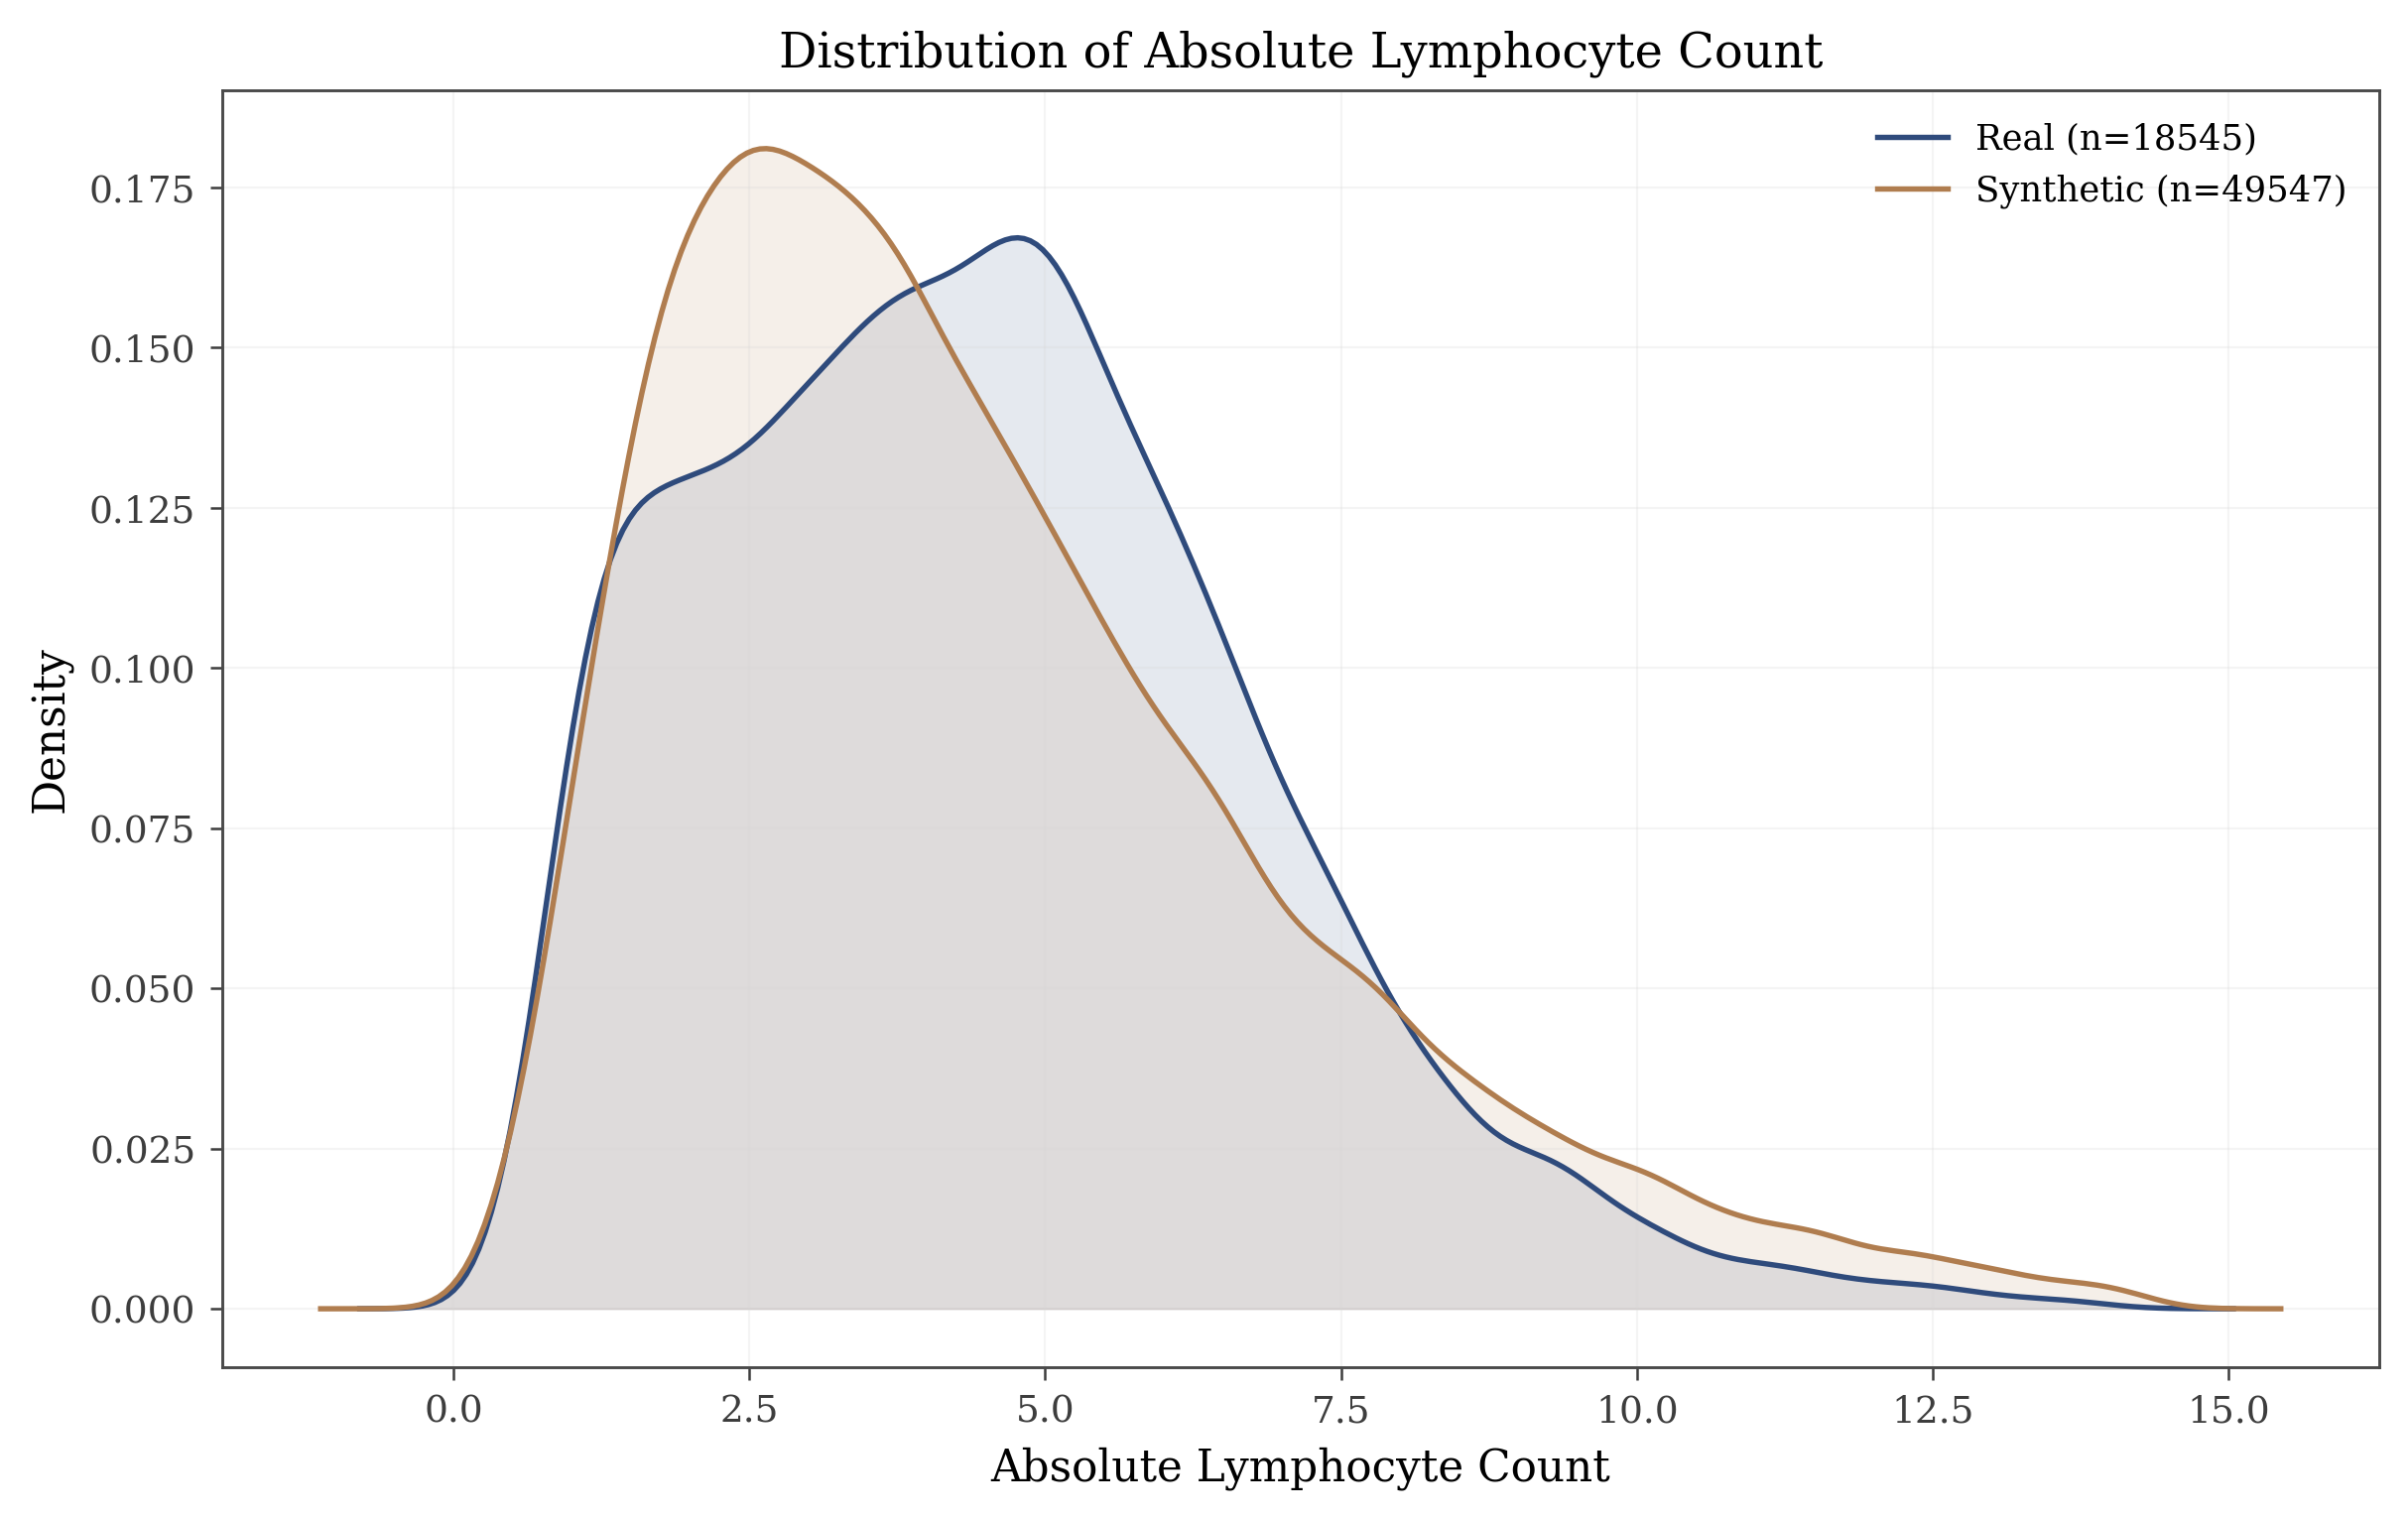 Distribution of Absolute Lymphocyte Count
Real (n=18545)
Synthetic (n=49547)
0.175
0.150
0.125
0.100
0.075
0.050
0.025
0.000
Density
0.0 2.5 5.0 7.5 10.0 12.5 15.0
Absolute Lymphocyte Count